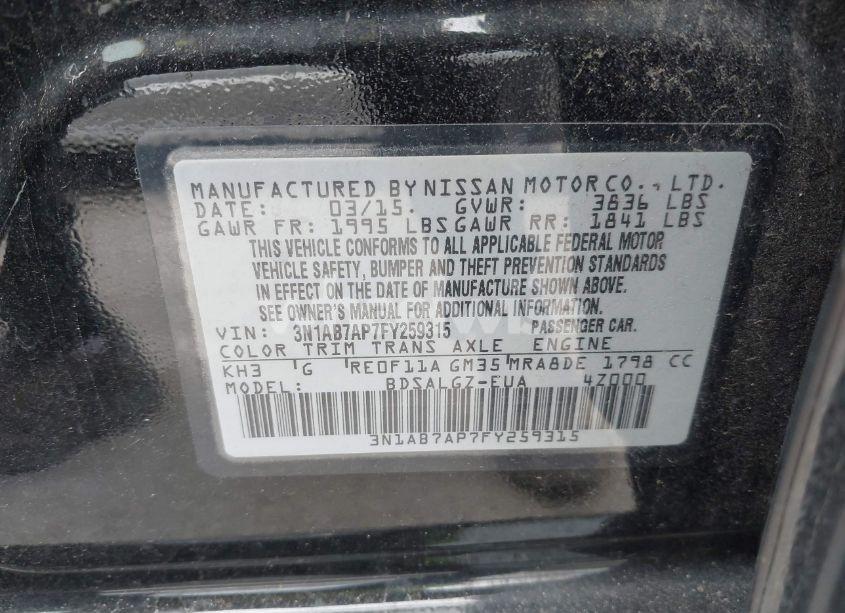 MANUFACTURED BY NISSAN MOTOR CO., LTD.
DATE: 03/15. GVWR: 3836 LBS
GAWR FR: 1995 LBS GAWR RR: 1841 LBS
THIS VEHICLE CONFORMS TO ALL APPLICABLE FEDERAL MOTOR
VEHICLE SAFETY, BUMPER AND THEFT PREVENTION STANDARDS
IN EFFECT ON THE DATE OF MANUFACTURE SHOWN ABOVE.
SEE OWNER'S MANUAL FOR ADDITIONAL INFORMATION.
VIN: 3N1AB7AP7FY259315 PASSENGER CAR.
COLOR TRIM TRANS AXLE ENGINE
KH3 'G RE0F11A GM35 MRA8DE 1798 CC
MODEL: BDSALGZ-EUA 4Z000
3N1AB7AP7FY259315